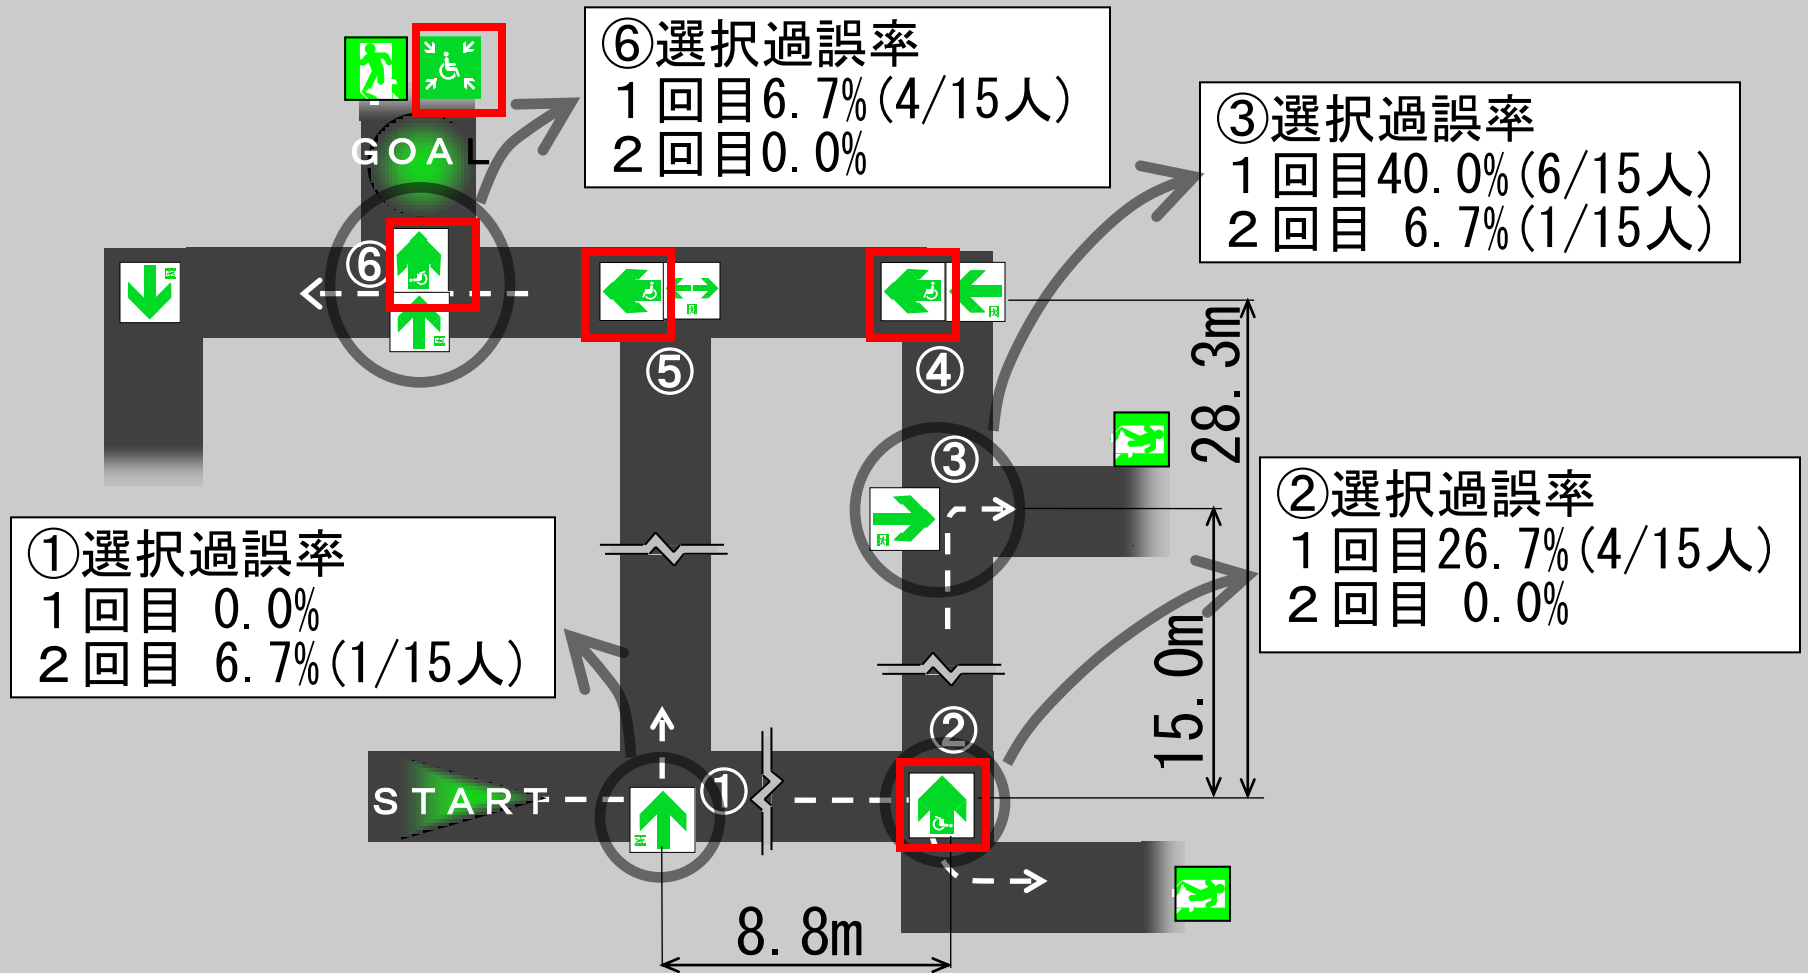 ⑥選択過誤率
1回目6.7%(4/15人)
2回目0.0%
③選択過誤率
1回目40.0%(6/15人)
2回目 6.7%(1/15人)
GOAL
⑥
⑤
④
③
28.3m
②選択過誤率
1回目26.7%(4/15人)
2回目 0.0%
①選択過誤率
1回目 0.0%
2回目 6.7%(1/15人)
15.0m
②
①
START
8.8m